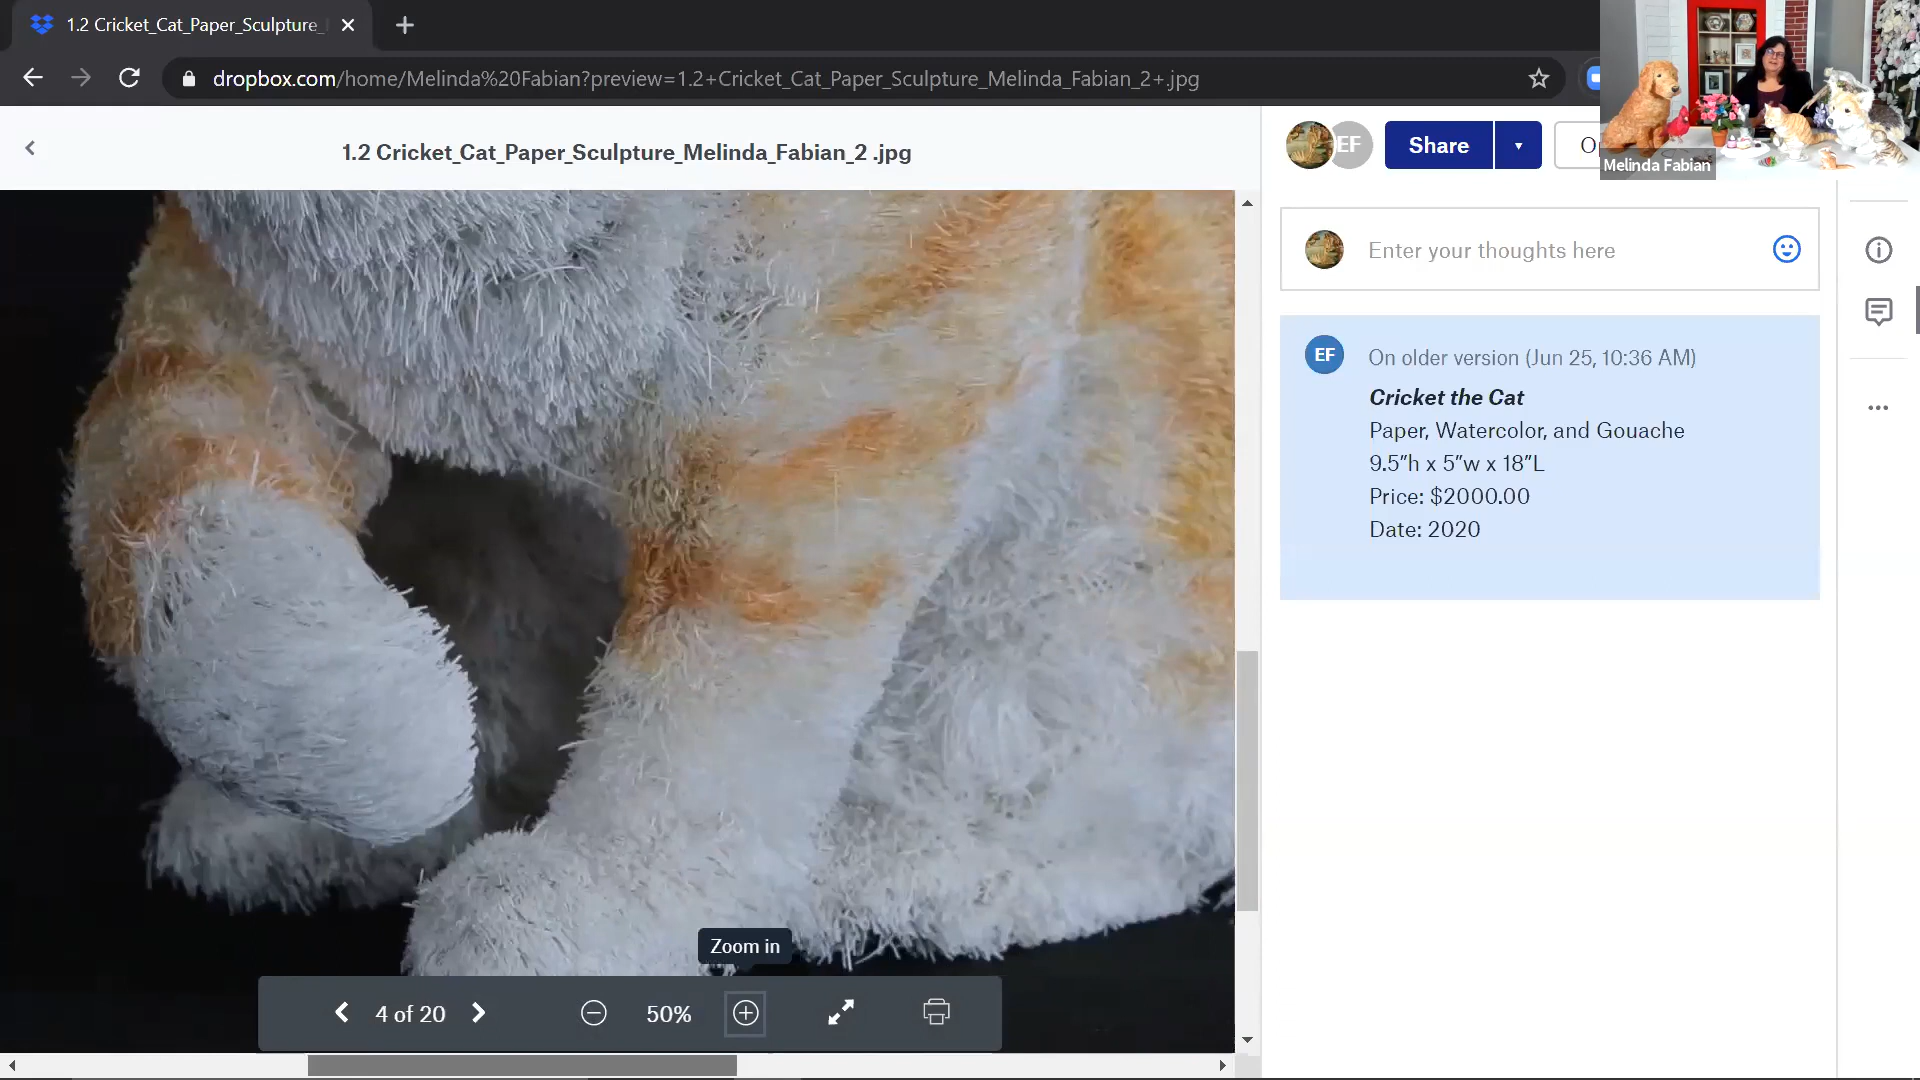 1.2 Cricket_Cat_Paper_Sculpture_
dropbox.com/home/Melinda%20Fabian?preview=1.2+Cricket_Cat_Paper_Sculpture_Melinda_Fabian_2+.jpg
1.2 Cricket_Cat_Paper_Sculpture_Melinda_Fabian_2 .jpg
EF
Share
Melinda Fabian
Enter your thoughts here
EF
On older version (Jun 25, 10:36 AM)
Cricket the Cat
Paper, Watercolor, and Gouache
9.5"h x 5"w x 18"L
Price: $2000.00
Date: 2020
Zoom in
4 of 20
50%